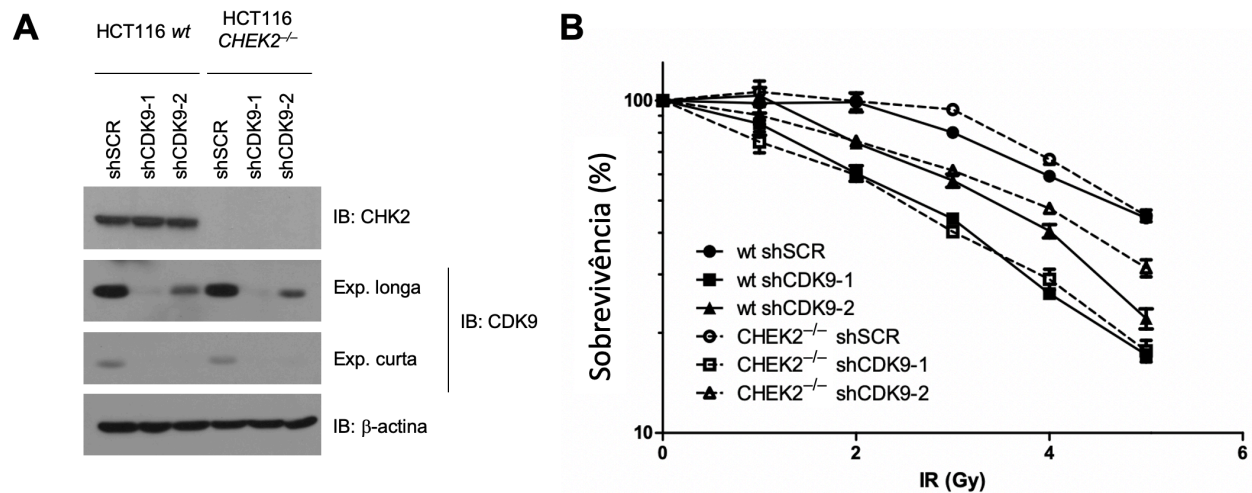 A
HCT116 wt
HCT116
CHEK2–/–
shSCR
shCDK9-1
shCDK9-2
shSCR
shCDK9-1
shCDK9-2
IB: CHK2
Exp. longa
IB: CDK9
Exp. curta
IB: β-actina
B
Sobrevivência (%)
100
10
wt shSCR
wt shCDK9-1
wt shCDK9-2
CHEK2–/– shSCR
CHEK2–/– shCDK9-1
CHEK2–/– shCDK9-2
0
2
4
6
IR (Gy)